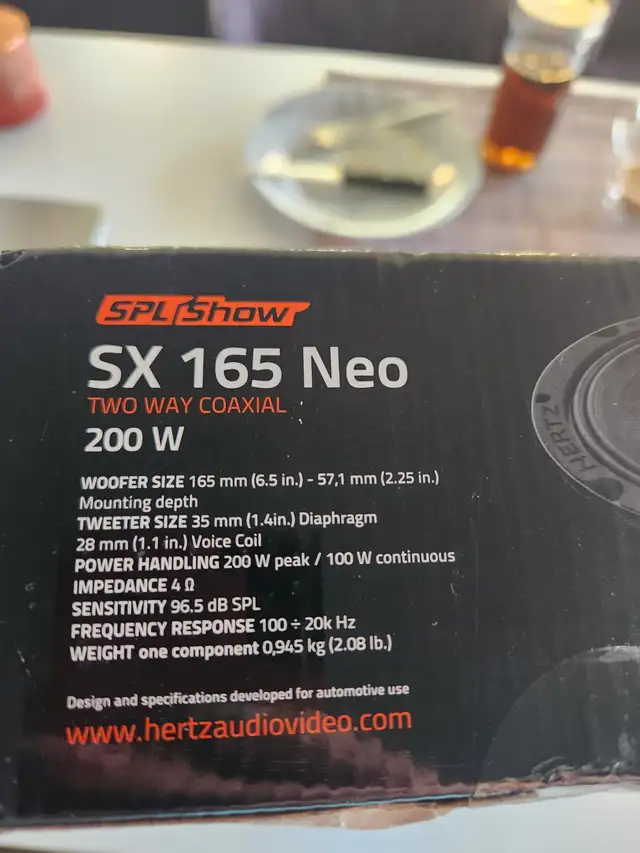 SPL Show
SX 165 Neo
TWO WAY COAXIAL
200 W
WOOFER SIZE 165 mm (6.5 in.) - 57,1 mm (2.25 in.)
Mounting depth
TWEETER SIZE 35 mm (1.4in.) Diaphragm
28 mm (1.1 in.) Voice Coil
POWER HANDLING 200 W peak / 100 W continuous
IMPEDANCE 4 Ω
SENSITIVITY 96.5 dB SPL
FREQUENCY RESPONSE 100 ÷ 20k Hz
WEIGHT one component 0,945 kg (2.08 lb.)
Design and specifications developed for automotive use
www.hertzaudiovideo.com
HERTZ